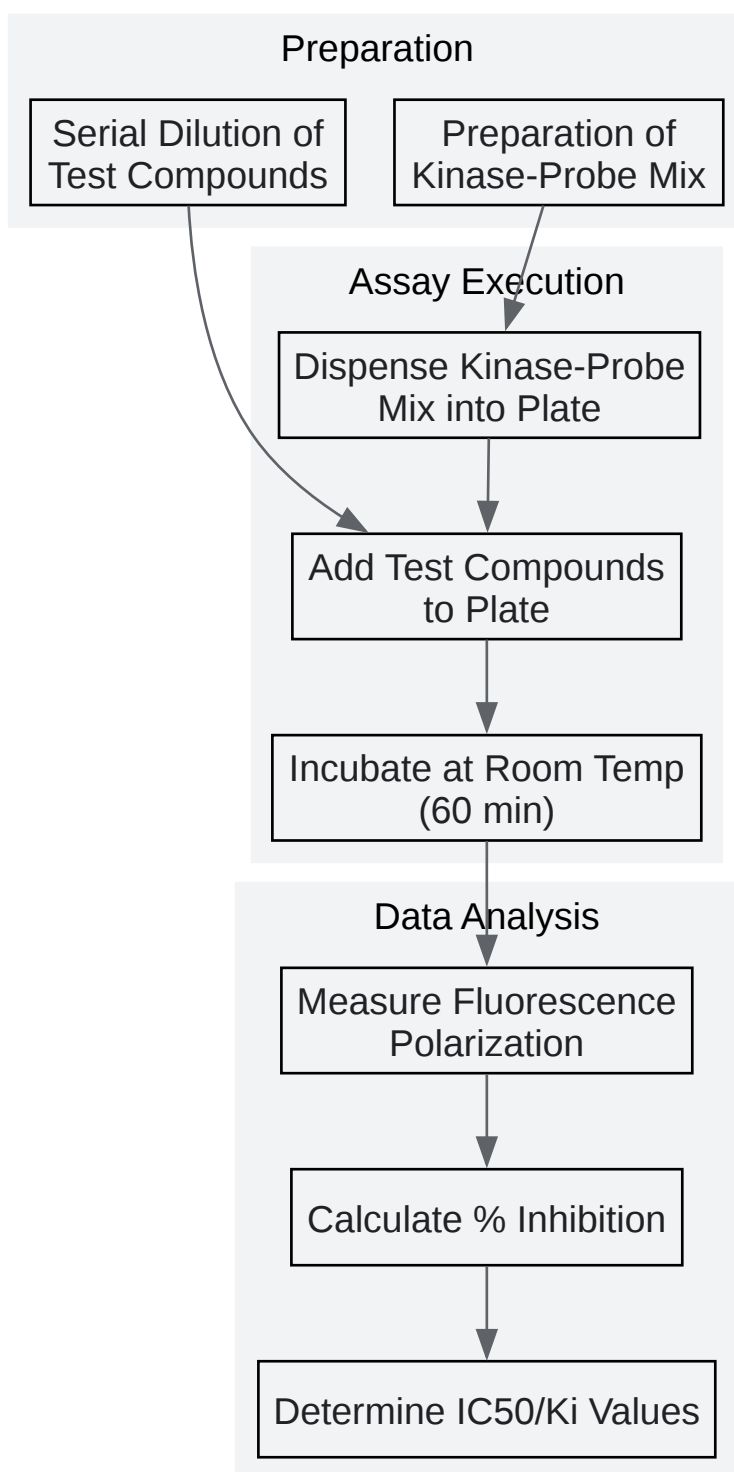 Preparation
Serial Dilution of
Test Compounds
Preparation of
Kinase-Probe Mix
Assay Execution
Dispense Kinase-Probe
Mix into Plate
Add Test Compounds
to Plate
Incubate at Room Temp
(60 min)
Data Analysis
Measure Fluorescence
Polarization
Calculate % Inhibition
Determine IC50/Ki Values